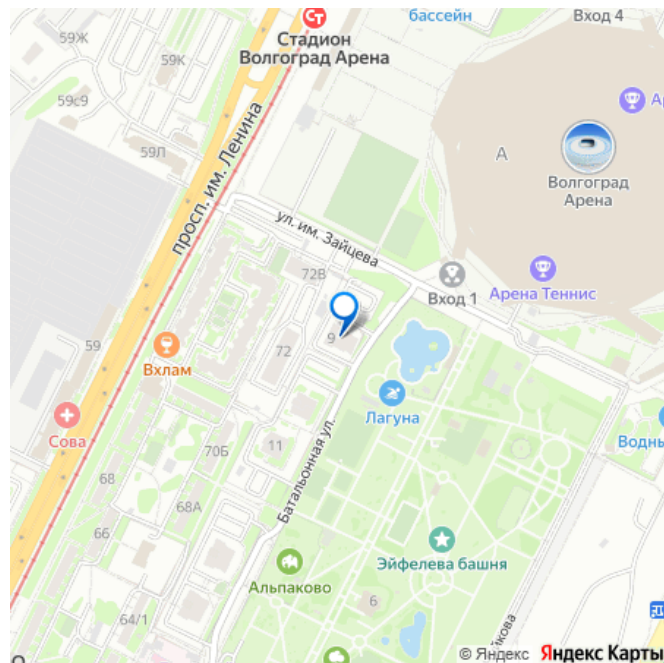 бассейн
Вход 4
59Ж
Стадион
Волгоград Арена
59К
59с9
А
59Л
просп. им. Ленина
Волгоград
Арена
ул. им. Зайцева
72В
Вход 1
Арена Теннис
9
59
72
Вхлам
Лагуна
Сова
11
70Б
Батальонная ул.
68
68А
66
Эйфелева башня
Альпаково
6
64/1
© Яндекс Яндекс Карты